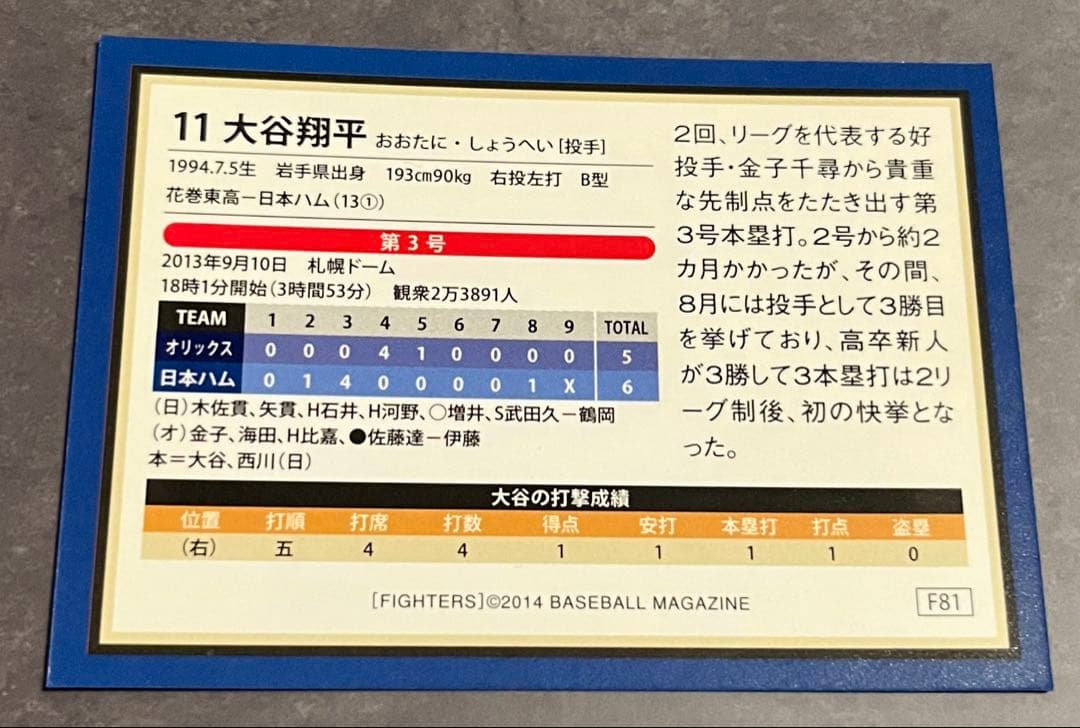 11 大谷翔平 おおたに・しょうへい[投手]
1994.7.5生 岩手県出身 193cm90kg 右投左打 B型
花巻東高－日本ハム(13①)
第3号
2013年9月10日 札幌ドーム
18時1分開始(3時間53分) 観衆2万3891人
TEAM 1 2 3 4 5 6 7 8 9 TOTAL
オリックス 0 0 0 4 1 0 0 0 0 5
日本ハム 0 1 4 0 0 0 0 1 X 6
(日)木佐貫、矢貫、H石井、H河野、○増井、S武田久－鶴岡
(オ)金子、海田、H比嘉、●佐藤達－伊藤
本＝大谷、西川(日)
2回、リーグを代表する好
投手・金子千尋から貴重
な先制点をたたき出す第
3号本塁打。2号から約2
カ月かかったが、その間、
8月には投手として3勝目
を挙げており、高卒新人
が3勝して3本塁打は2リ
ーグ制後、初の快挙とな
った。
大谷の打撃成績
位置 打順 打席 打数 得点 安打 本塁打 打点 盗塁
(右) 五 4 4 1 1 1 1 0
[FIGHTERS]©2014 BASEBALL MAGAZINE
F81